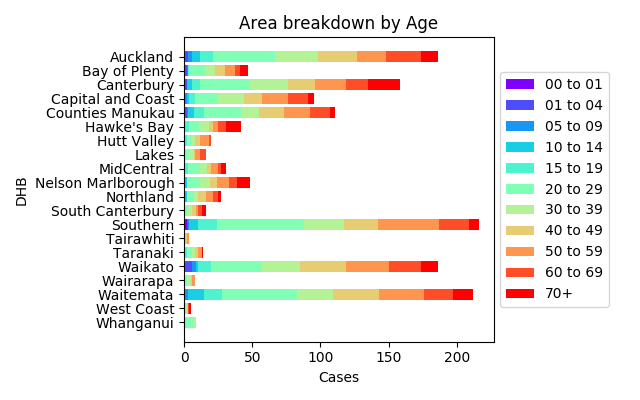 Area breakdown by Age
DHB
Auckland
Bay of Plenty
Canterbury
Capital and Coast
Counties Manukau
Hawke's Bay
Hutt Valley
Lakes
MidCentral
Nelson Marlborough
Northland
South Canterbury
Southern
Tairawhiti
Taranaki
Waikato
Wairarapa
Waitemata
West Coast
Whanganui
0 50 100 150 200
Cases
00 to 01
01 to 04
05 to 09
10 to 14
15 to 19
20 to 29
30 to 39
40 to 49
50 to 59
60 to 69
70+